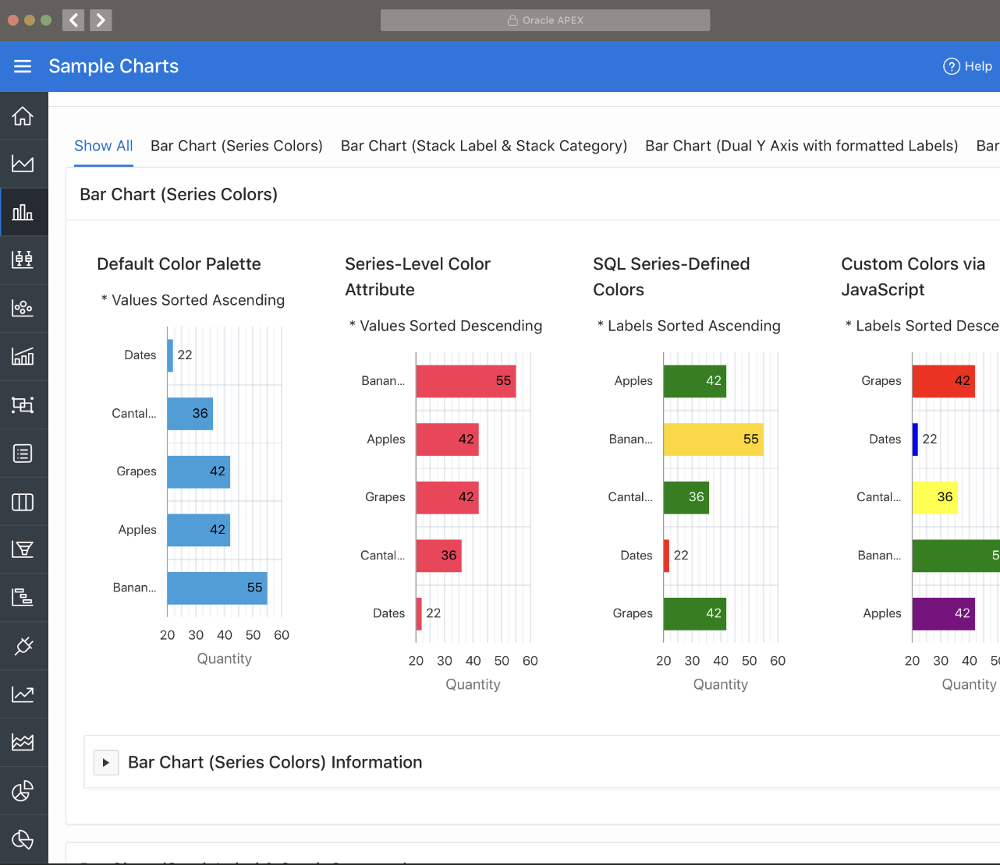 Oracle APEX
Sample Charts
Help
Show All
Bar Chart (Series Colors)
Bar Chart (Stack Label & Stack Category)
Bar Chart (Dual Y Axis with formatted Labels)
Bar
Bar Chart (Series Colors)
Default Color Palette
* Values Sorted Ascending
Dates 22
Cantal... 36
Grapes 42
Apples 42
Banan... 55
20 30 40 50 60
Quantity
Series-Level Color
Attribute
* Values Sorted Descending
Banan... 55
Apples 42
Grapes 42
Cantal... 36
Dates 22
20 30 40 50 60
Quantity
SQL Series-Defined
Colors
* Labels Sorted Ascending
Apples 42
Banan... 55
Cantal... 36
Dates 22
Grapes 42
20 30 40 50 60
Quantity
Custom Colors via
JavaScript
* Labels Sorted Desce
Grapes 42
Dates 22
Cantal... 36
Banan... 5
Apples 42
20 30 40 50
Quantity
Bar Chart (Series Colors) Information